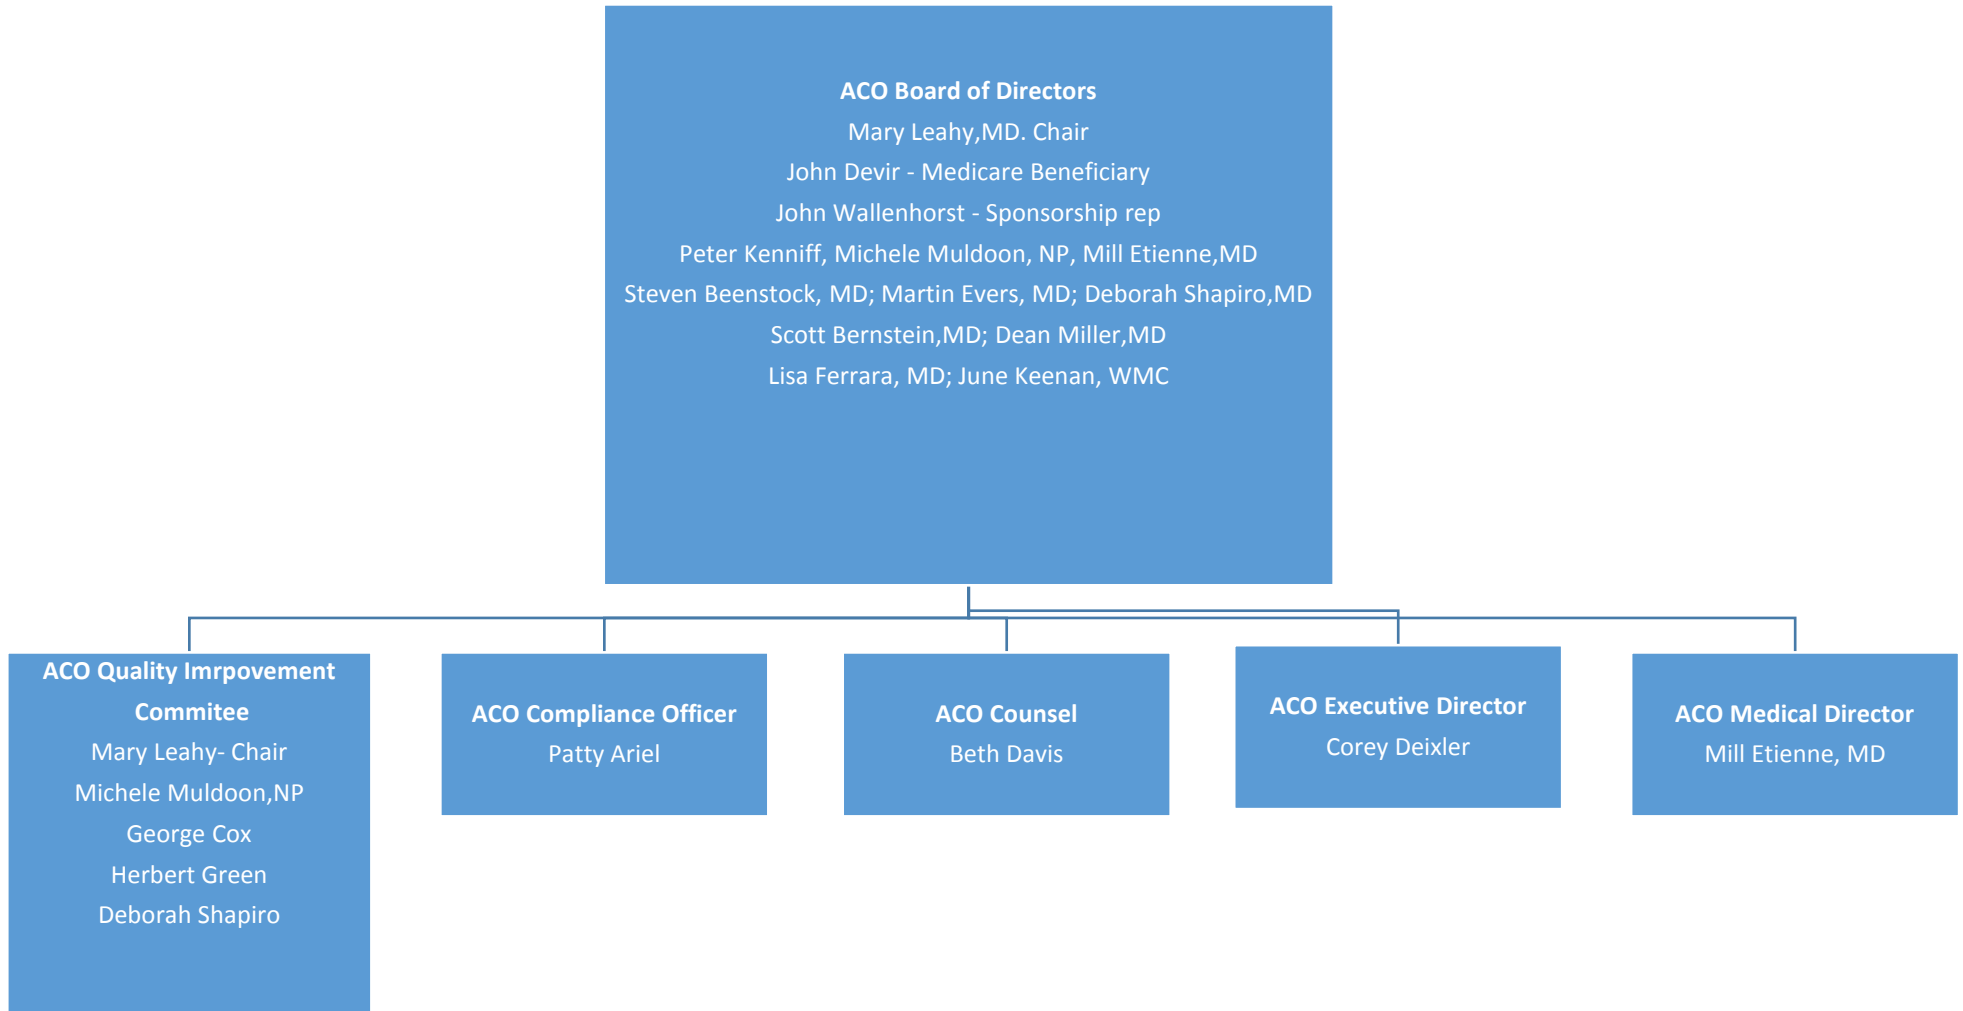 ACO Board of Directors
Mary Leahy,MD. Chair
John Devir - Medicare Beneficiary
John Wallenhorst - Sponsorship rep
Peter Kenniff, Michele Muldoon, NP, Mill Etienne,MD
Steven Beenstock, MD; Martin Evers, MD; Deborah Shapiro,MD
Scott Bernstein,MD; Dean Miller,MD
Lisa Ferrara, MD; June Keenan, WMC
ACO Quality Imrpovement
Commitee
Mary Leahy- Chair
Michele Muldoon,NP
George Cox
Herbert Green
Deborah Shapiro
ACO Compliance Officer
Patty Ariel
ACO Counsel
Beth Davis
ACO Executive Director
Corey Deixler
ACO Medical Director
Mill Etienne, MD